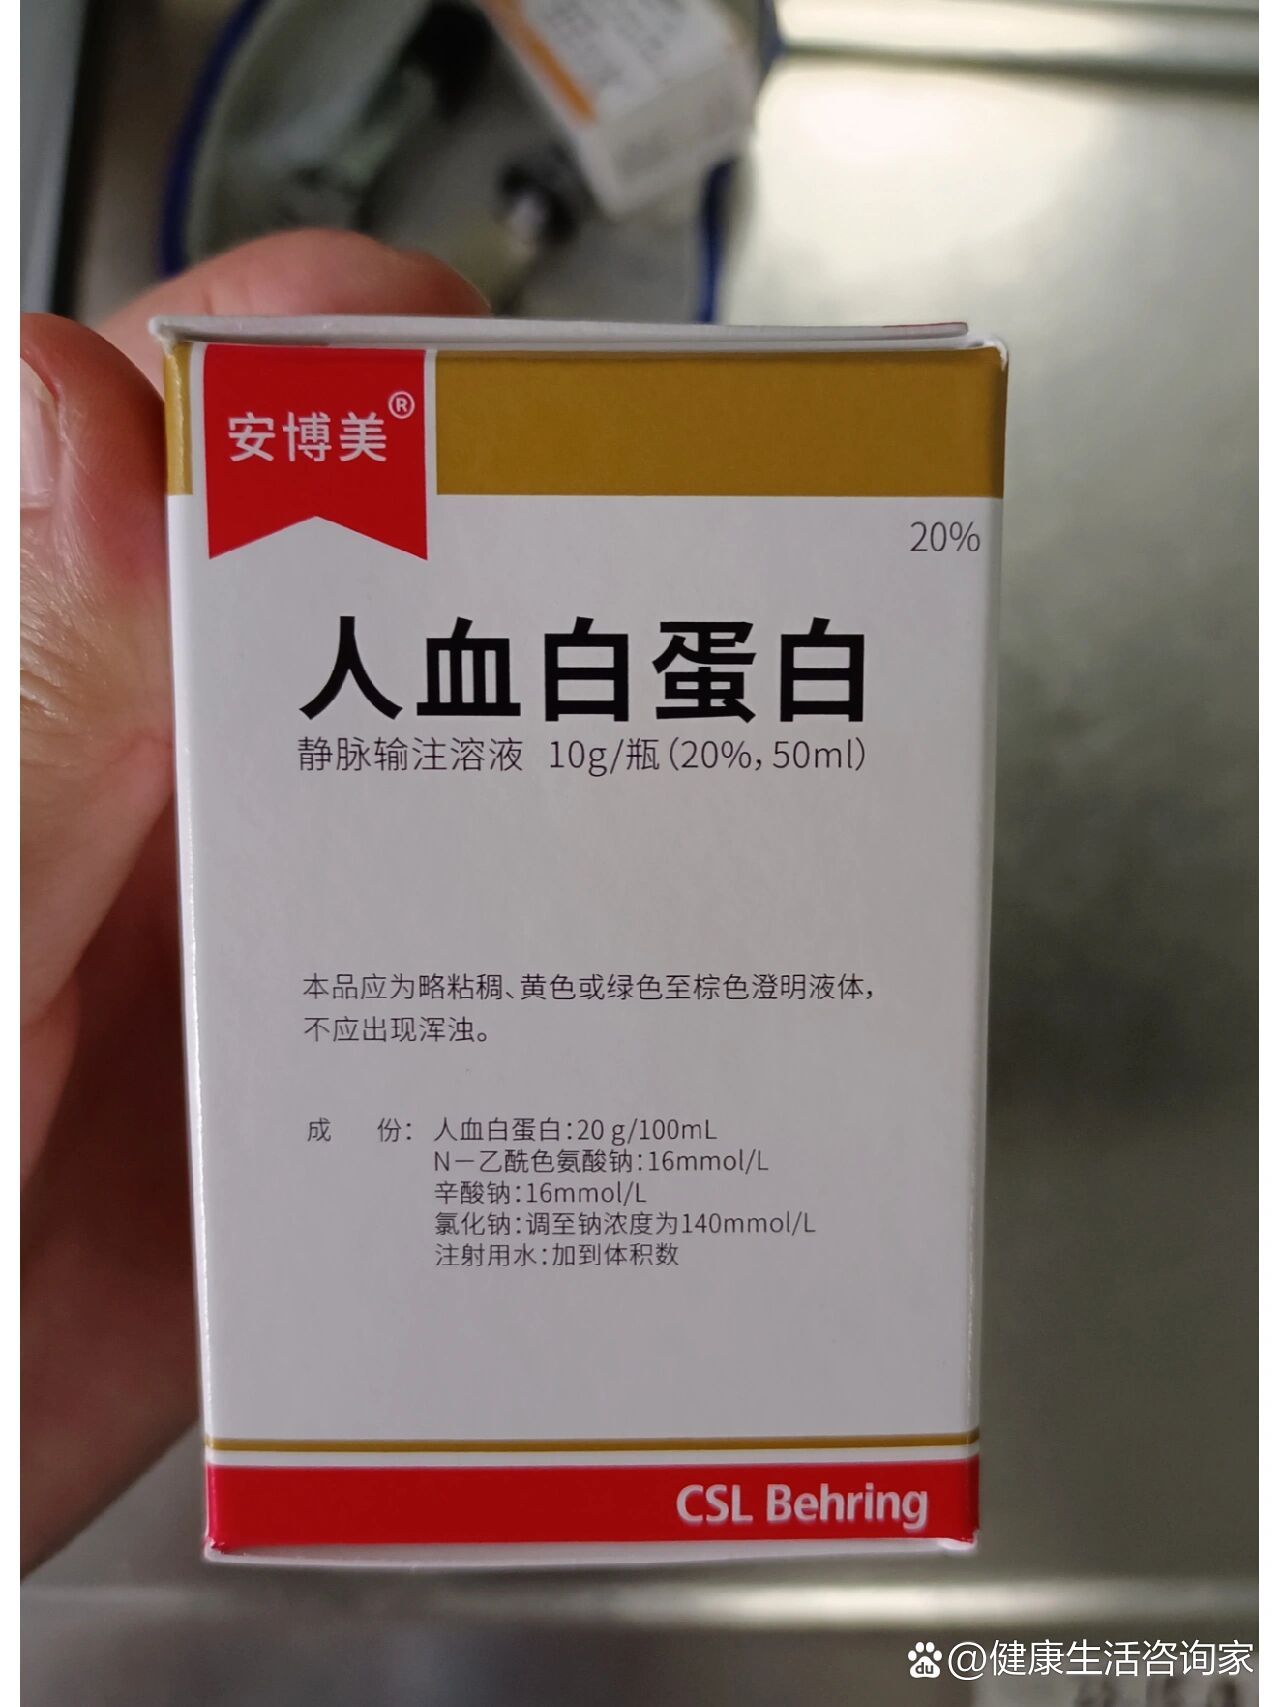 安博美®
20%
人血白蛋白
静脉输注溶液 10g/瓶(20%, 50ml)
本品应为略粘稠、黄色或绿色至棕色澄明液体，
不应出现浑浊。
成 份： 人血白蛋白：20 g/100mL
N－乙酰色氨酸钠：16mmol/L
辛酸钠：16mmol/L
氯化钠：调至钠浓度为140mmol/L
注射用水：加到体积数
CSL Behring
du @健康生活咨询家